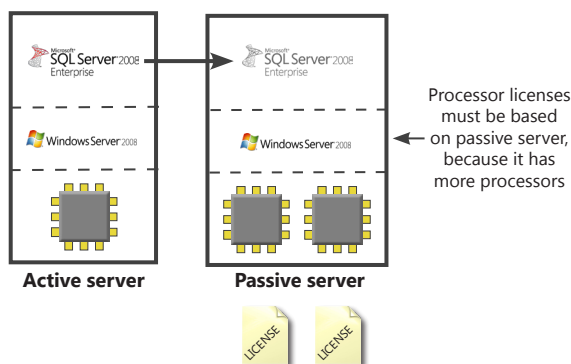 Microsoft
SQL Server 2008
Enterprise
Microsoft
SQL Server 2008
Enterprise
Windows Server 2008
Windows Server 2008
Processor licenses
must be based
on passive server,
because it has
more processors
Active server
Passive server
LICENSE
LICENSE